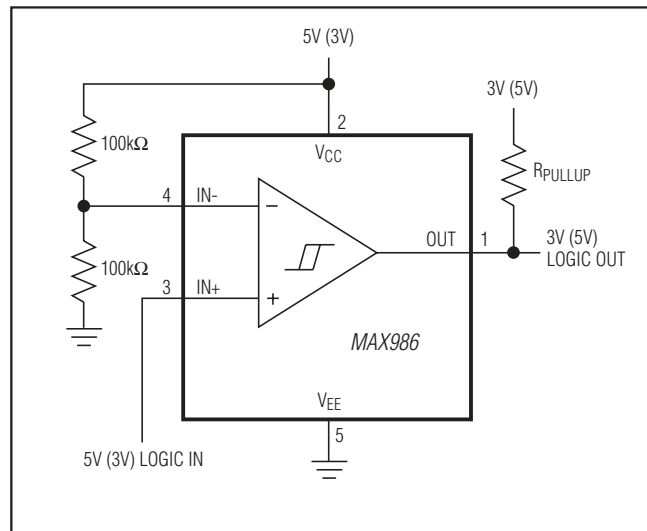 5V (3V)
3V (5V)
2
100kΩ
VCC
RPULLUP
4
IN-
−
OUT
1
3V (5V)
LOGIC OUT
100kΩ
3
IN+
+
MAX986
VEE
5
5V (3V) LOGIC IN